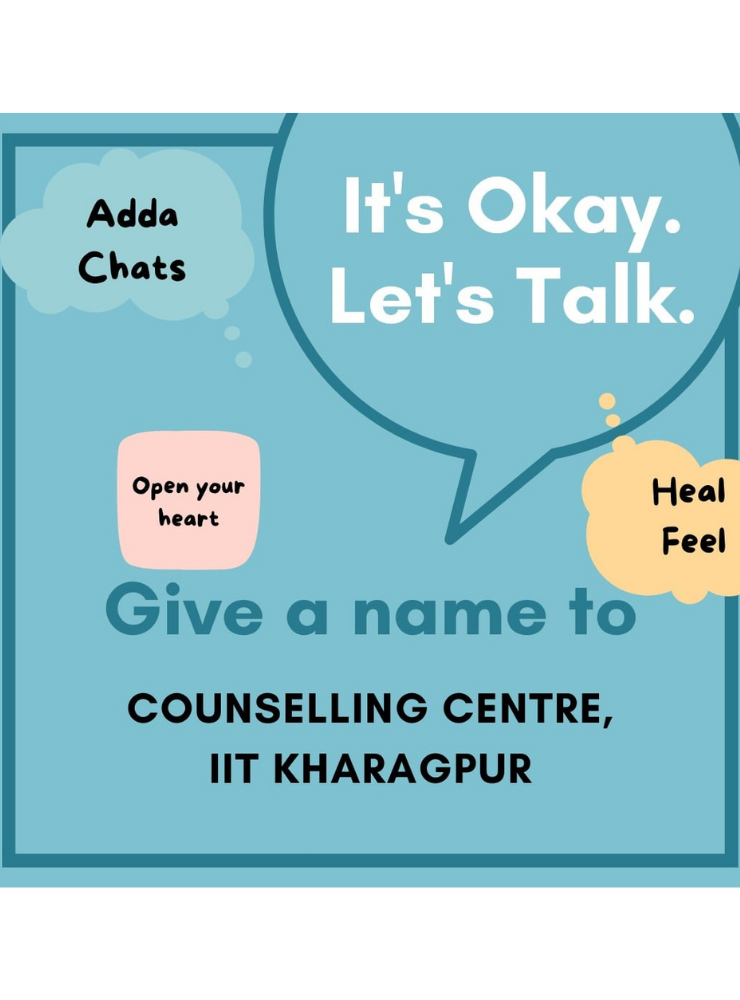 Adda
Chats
It's Okay.
Let's Talk.
Open your
heart
Heal
Feel
Give a name to
COUNSELLING CENTRE,
IIT KHARAGPUR